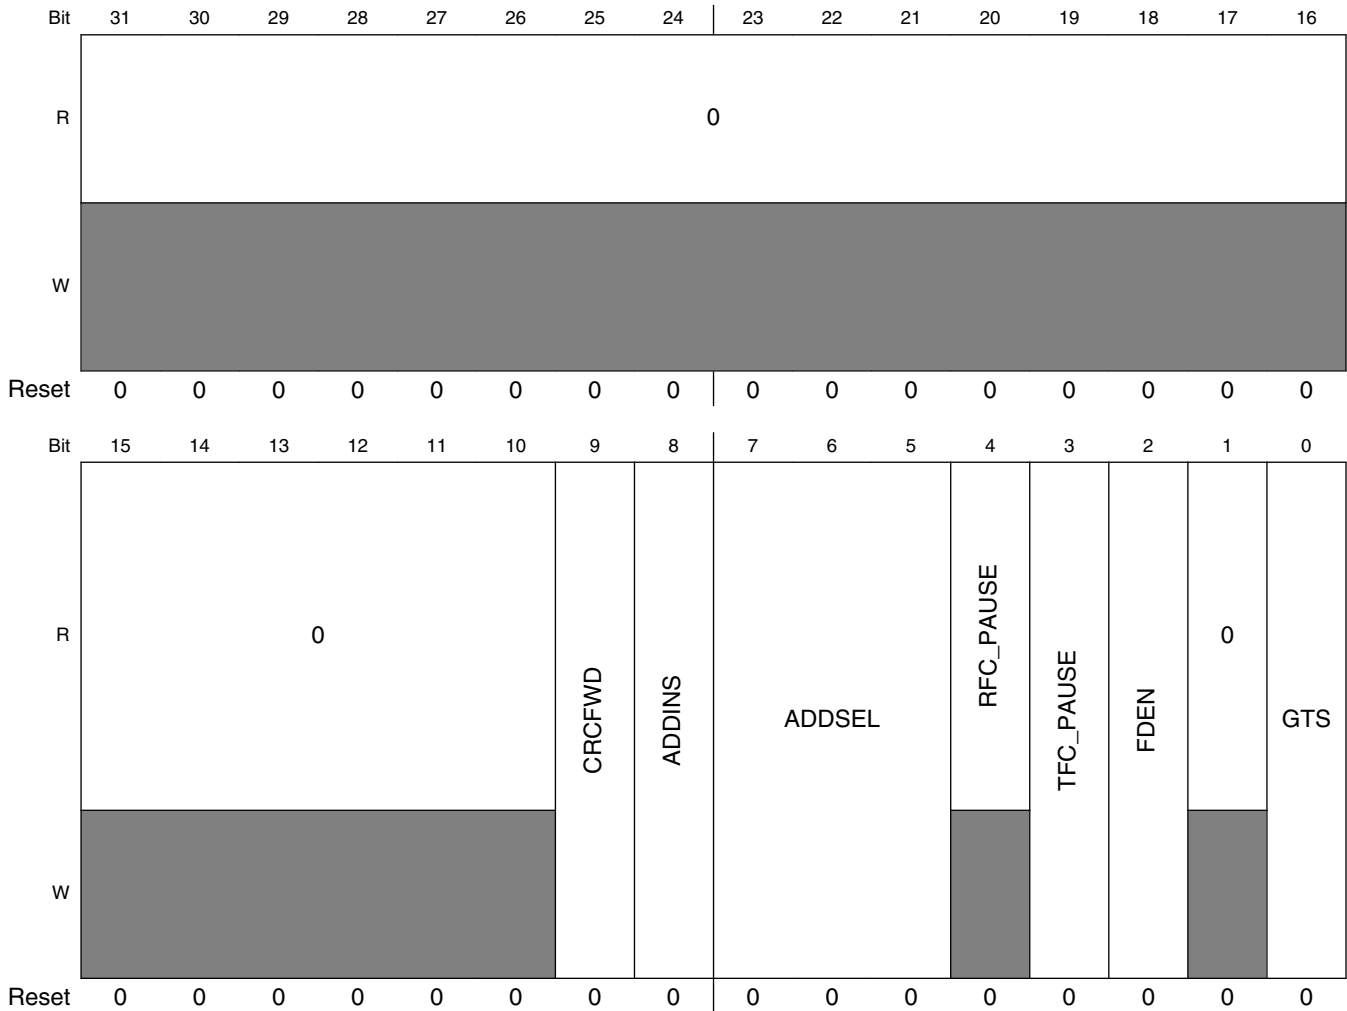 Bit 31 30 29 28 27 26 25 24 23 22 21 20 19 18 17 16
R 0
W
Reset 0 0 0 0 0 0 0 0 0 0 0 0 0 0 0 0
Bit 15 14 13 12 11 10 9 8 7 6 5 4 3 2 1 0
R 0 CRCFWD ADDINS ADDSEL RFC_PAUSE TFC_PAUSE FDEN 0 GTS
W
Reset 0 0 0 0 0 0 0 0 0 0 0 0 0 0 0 0